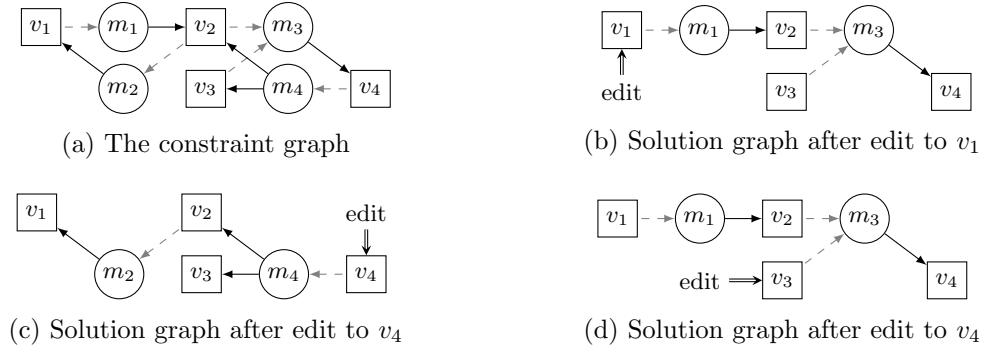 v1 m1 v2 m3
m2 v3 m4 v4
(a) The constraint graph
v1 m1 v2 m3
edit v3 v4
(b) Solution graph after edit to v1
v1 v2 edit
m2 v3 m4 v4
(c) Solution graph after edit to v4
v1 m1 v2 m3
edit v3 v4
(d) Solution graph after edit to v4